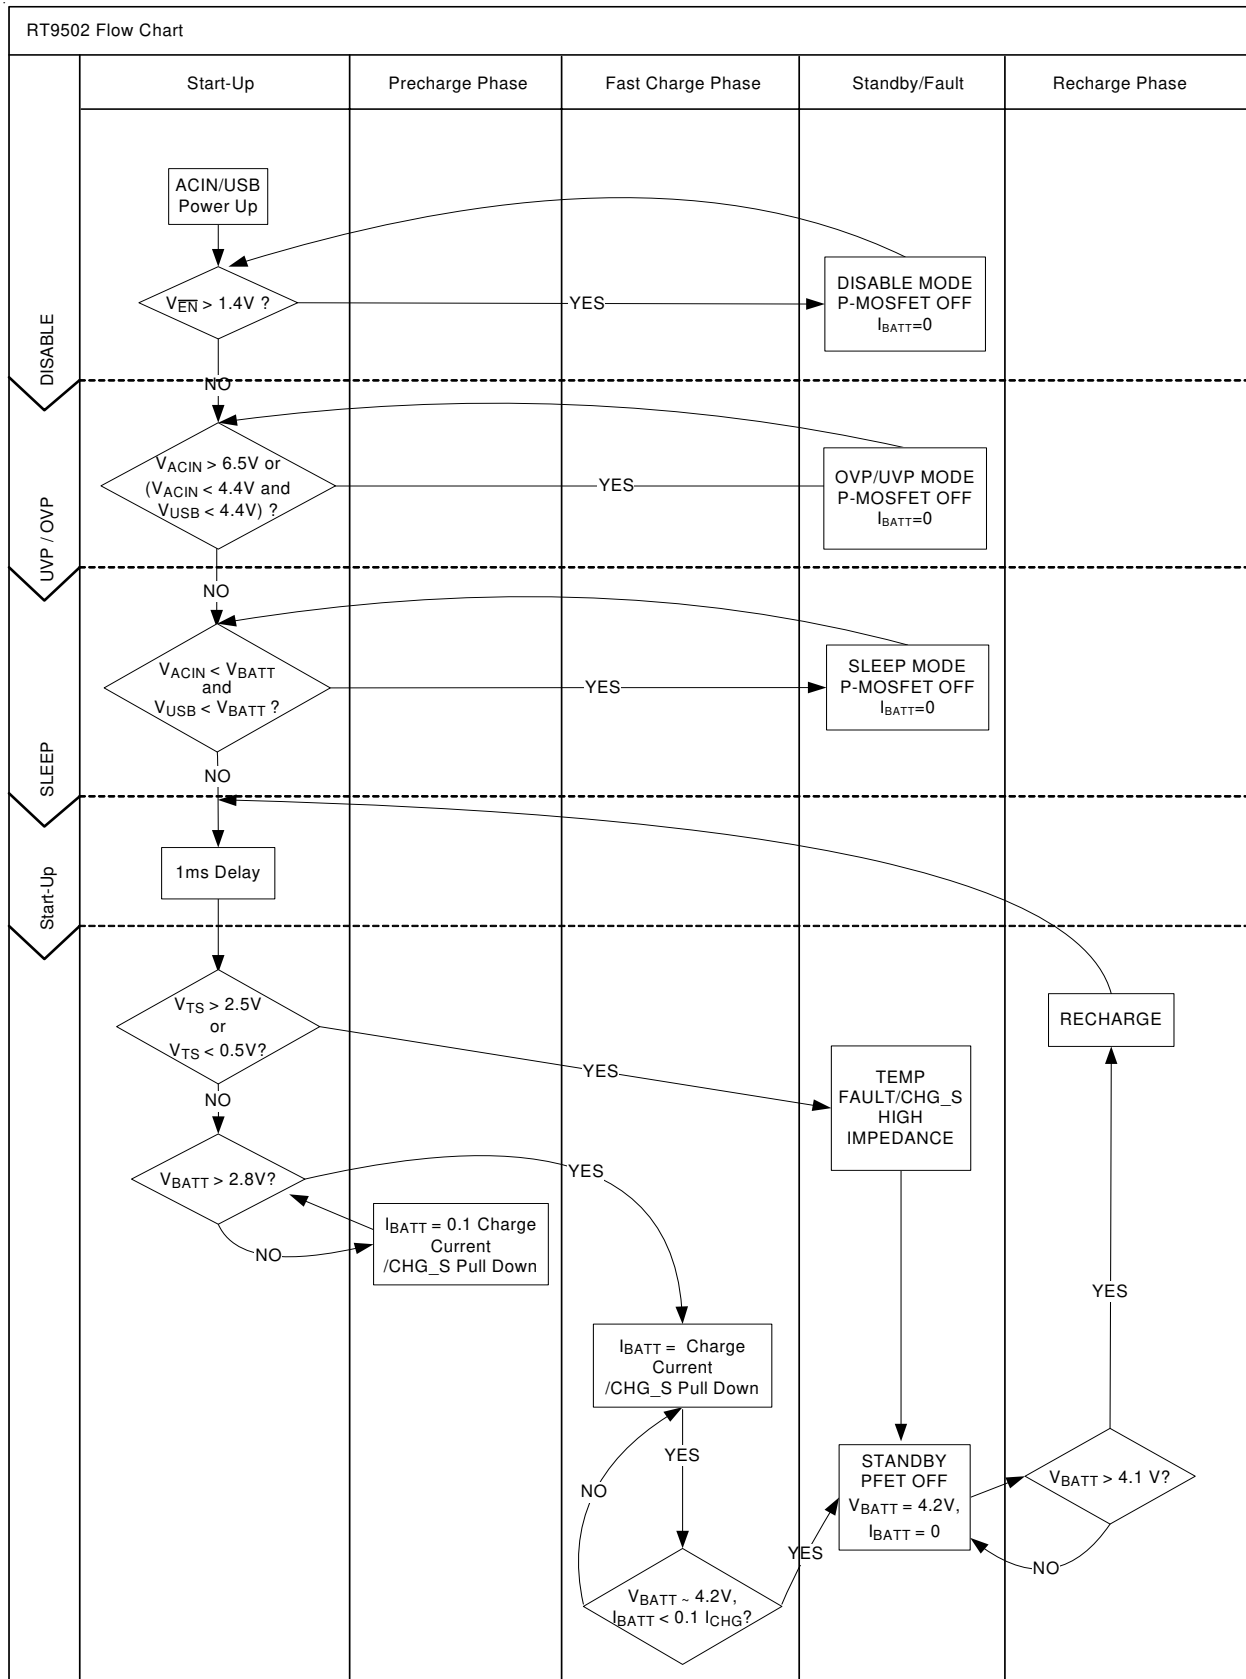 RT9502 Flow Chart
Start-Up
Precharge Phase
Fast Charge Phase
Standby/Fault
Recharge Phase
DISABLE
ACIN/USB
Power Up
VEN > 1.4V ?
YES
DISABLE MODE
P-MOSFET OFF
IBATT=0
NO
UVP / OVP
VACIN > 6.5V or
(VACIN < 4.4V and
VUSB < 4.4V) ?
YES
OVP/UVP MODE
P-MOSFET OFF
IBATT=0
NO
SLEEP
VACIN < VBATT
and
VUSB < VBATT ?
YES
SLEEP MODE
P-MOSFET OFF
IBATT=0
NO
Start-Up
1ms Delay
VTS > 2.5V
or
VTS < 0.5V?
YES
TEMP
FAULT/CHG_S
HIGH
IMPEDANCE
RECHARGE
NO
VBATT > 2.8V?
YES
NO
IBATT = 0.1 Charge
Current
/CHG_S Pull Down
IBATT = Charge
Current
/CHG_S Pull Down
YES
NO
VBATT ~ 4.2V,
IBATT < 0.1 ICHG?
YES
STANDBY
PFET OFF
VBATT = 4.2V,
IBATT = 0
VBATT > 4.1 V?
YES
NO